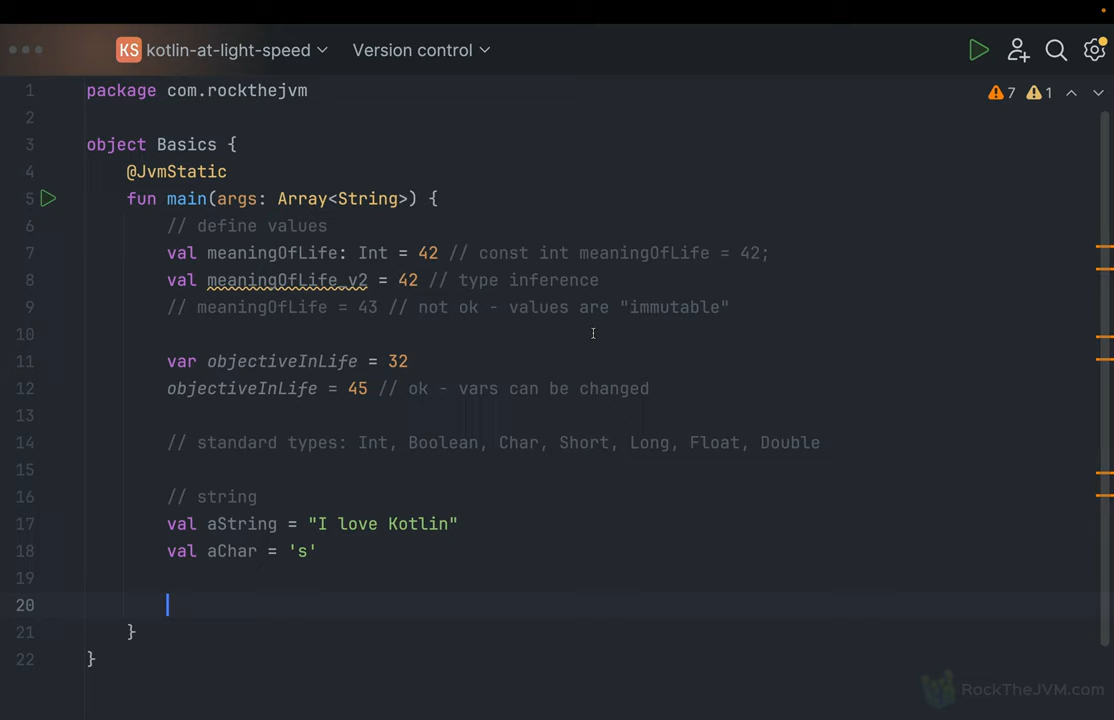 KS kotlin-at-light-speed Version control
1 package com.rockthejvm 7 1
2
3 object Basics {
4 @JvmStatic
5 fun main(args: Array<String>) {
6 // define values
7 val meaningOfLife: Int = 42 // const int meaningOfLife = 42;
8 val meaningOfLife_v2 = 42 // type inference
9 // meaningOfLife = 43 // not ok - values are "immutable"
10
11 var objectiveInLife = 32
12 objectiveInLife = 45 // ok - vars can be changed
13
14 // standard types: Int, Boolean, Char, Short, Long, Float, Double
15
16 // string
17 val aString = "I love Kotlin"
18 val aChar = 's'
19
20
21 }
22 }
RockTheJVM.com